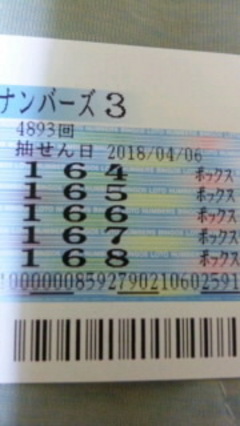 ナンバーズ3
4893回
抽せん日 2018/04/06
164 ボックス
165 ボックス
166 ボックス
167 ボックス
168 ボックス
0000008592790210602591